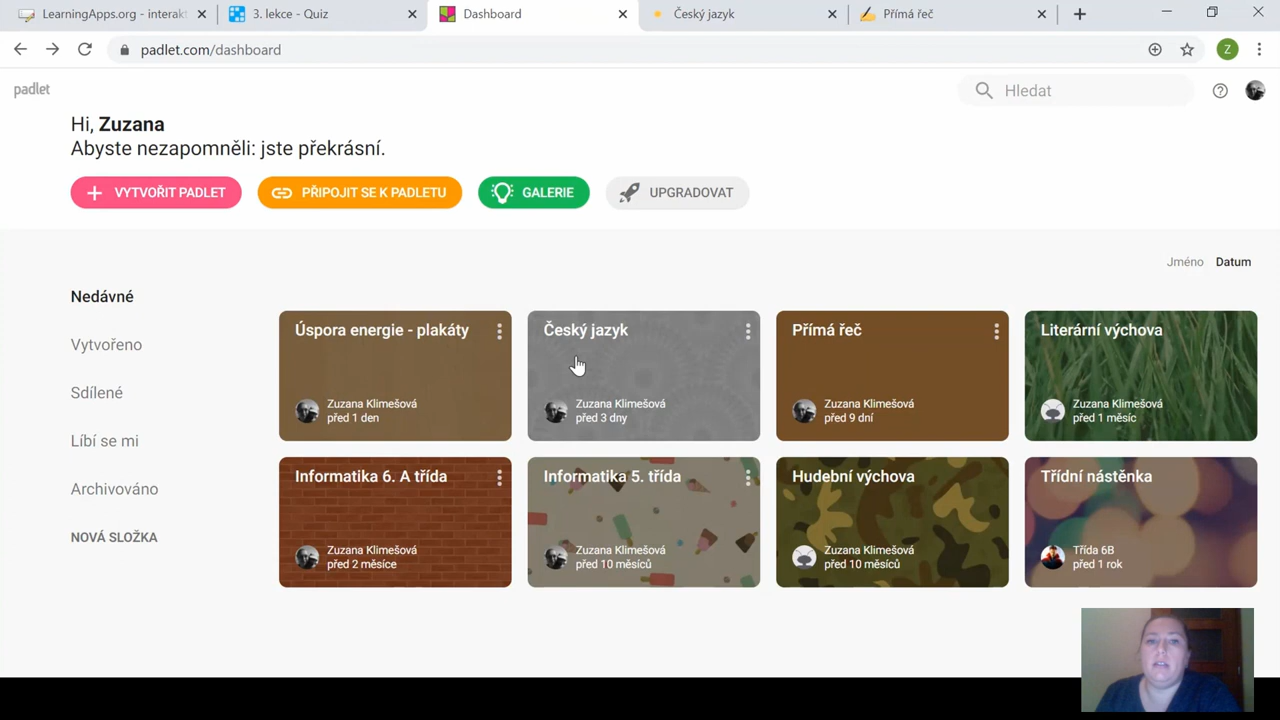 LearningApps.org - interak
3. lekce - Quiz
Dashboard
Český jazyk
Přímá řeč
padlet.com/dashboard
Z
padlet
Hledat
Hi, Zuzana
Abyste nezapomněli: jste překrásní.
VYTVOŘIT PADLET
PŘIPOJIT SE K PADLETU
GALERIE
UPGRADOVAT
Jméno Datum
Nedávné
Vytvořeno
Sdílené
Líbí se mi
Archivováno
NOVÁ SLOŽKA
Úspora energie - plakáty
Zuzana Klimešová
před 1 den
Český jazyk
Zuzana Klimešová
před 3 dny
Přímá řeč
Zuzana Klimešová
před 9 dní
Literární výchova
Zuzana Klimešová
před 1 měsíc
Informatika 6. A třída
Zuzana Klimešová
před 2 měsíce
Informatika 5. třída
Zuzana Klimešová
před 10 měsíců
Hudební výchova
Zuzana Klimešová
před 10 měsíců
Třídní nástěnka
Třída 6B
před 1 rok